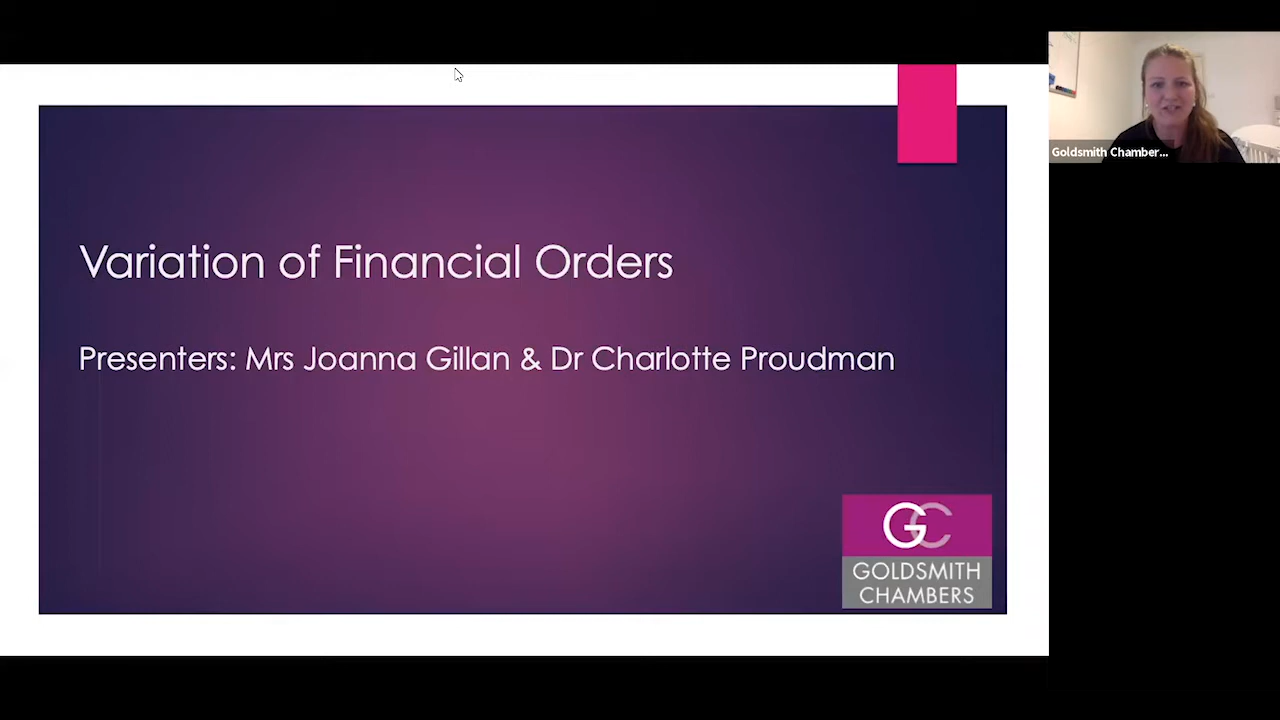 Variation of Financial Orders
Presenters: Mrs Joanna Gillan & Dr Charlotte Proudman
GC
GOLDSMITH
CHAMBERS
Goldsmith Chamber...